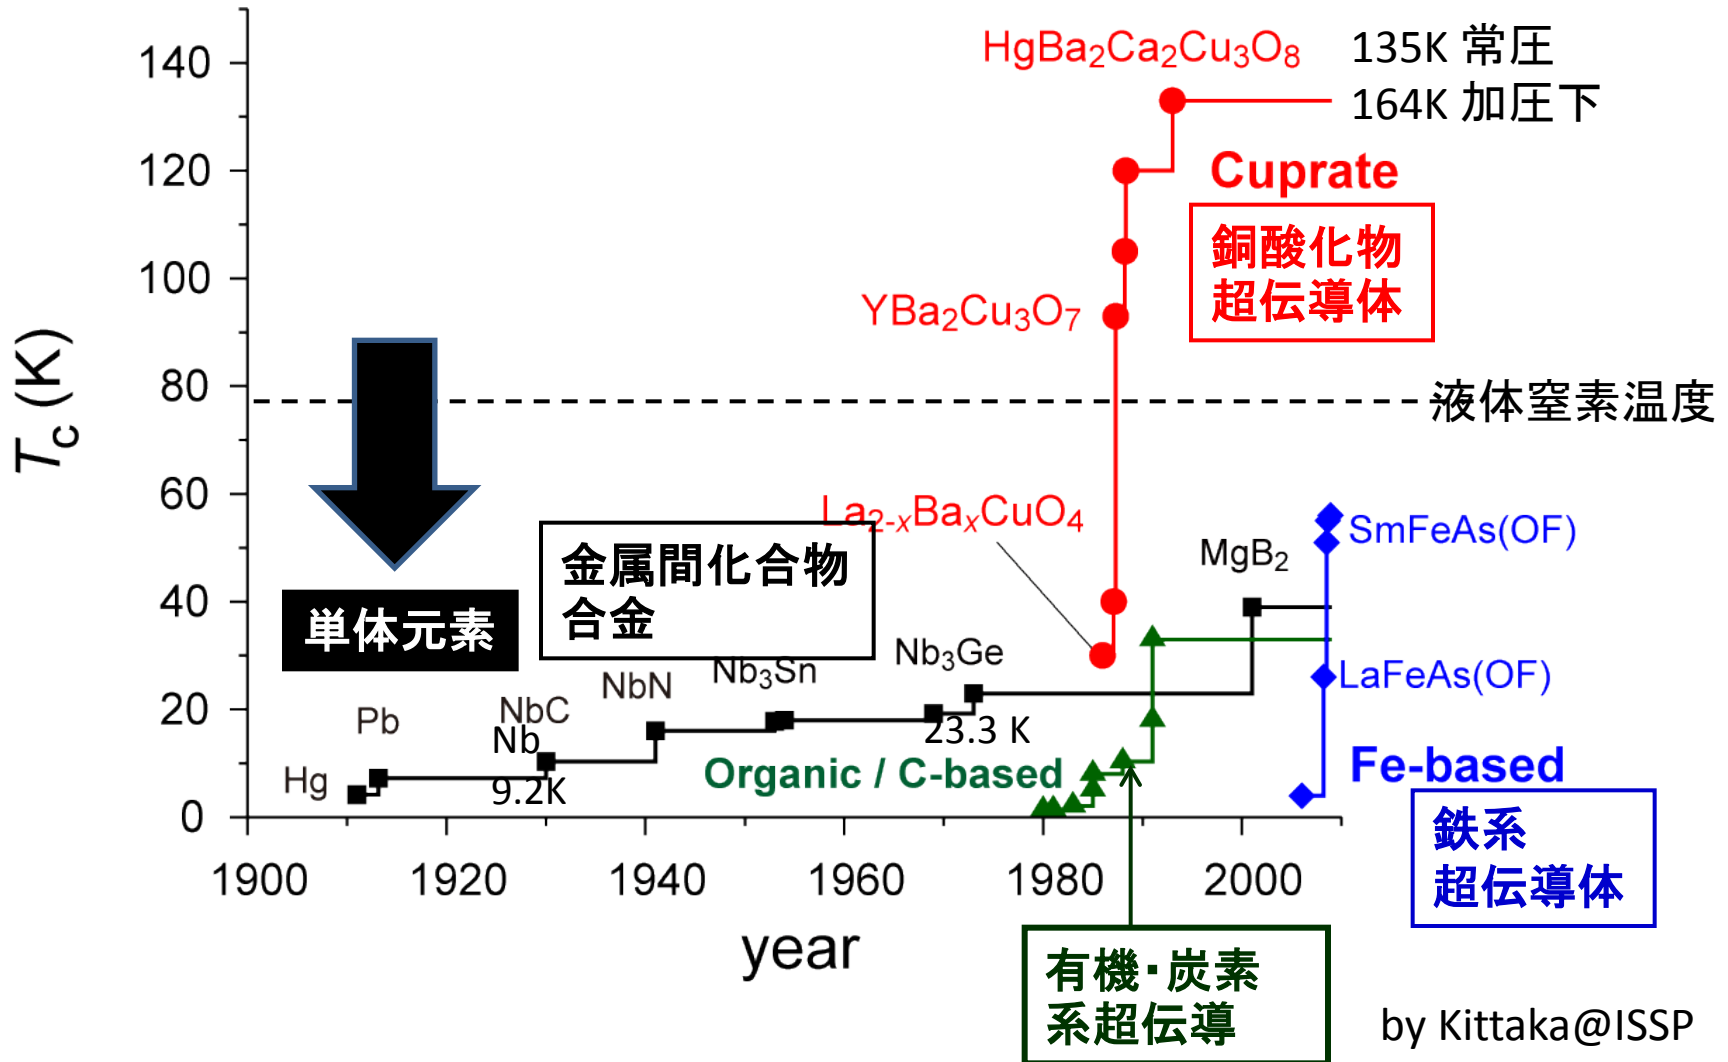 HgBa₂Ca₂Cu₃O₈ 135K 常圧
164K 加圧下
140
120
100
80
60
40
20
0
Tc (K)
Cuprate
銅酸化物
超伝導体
YBa₂Cu₃O₇
液体窒素温度
La₂₋ₓBaₓCuO₄
SmFeAs(OF)
MgB₂
金属間化合物
合金
単体元素
Nb₃Ge
Nb₃Sn
NbN
NbC
Nb
9.2K
Pb
Hg
23.3 K
LaFeAs(OF)
Organic / C-based
Fe-based
鉄系
超伝導体
1900 1920 1940 1960 1980 2000
year
有機・炭素
系超伝導
by Kittaka@ISSP